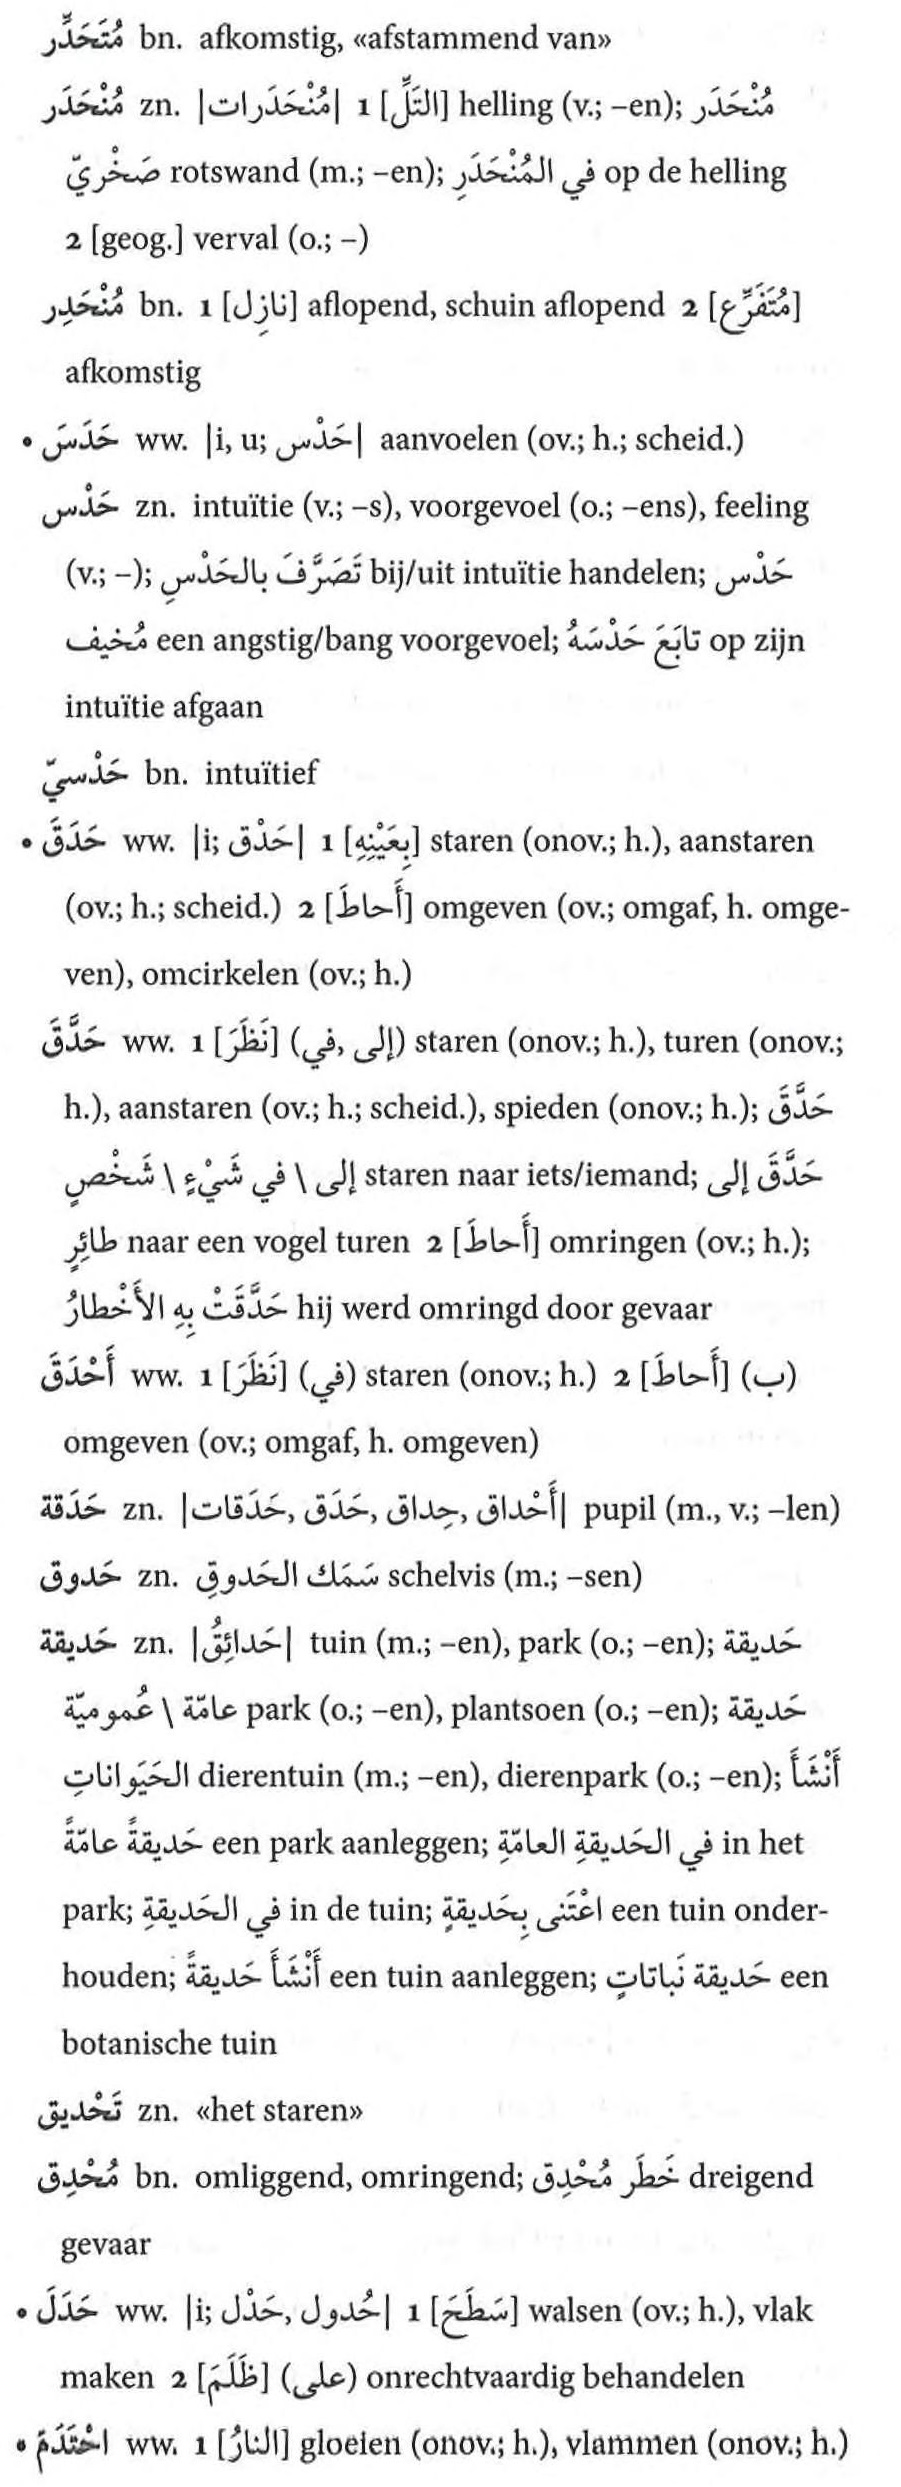 مُتَحَدِّر bn. afkomstig, «afstammend van»
مُنْحَدَر zn. |مُنْحَدَرات| 1 [التَلِّ] helling (v.; –en); مُنْحَدَر
صَخْريّ rotswand (m.; –en); في المُنْحَدَرِ op de helling
2 [geog.] verval (o.; –)
مُنْحَدِر bn. 1 [نازِل] aflopend, schuin aflopend 2 [مُتَفَرِّع]
afkomstig
• حَدَسَ ww. |i, u; حَدْس| aanvoelen (ov.; h.; scheid.)
حَدْس zn. intuïtie (v.; –s), voorgevoel (o.; –ens), feeling
(v.; –); تَصَرَّفَ بِالحَدْسِ bij/uit intuïtie handelen; حَدْس
مُخيف een angstig/bang voorgevoel; تابَعَ حَدْسَهُ op zijn
intuïtie afgaan
حَدْسيّ bn. intuïtief
• حَدَقَ ww. |i; حَدْق| 1 [بِعَيْنِهِ] staren (onov.; h.), aanstaren
(ov.; h.; scheid.) 2 [أَحاطَ] omgeven (ov.; omgaf, h. omge-
ven), omcirkelen (ov.; h.)
حَدَّقَ ww. 1 [نَظَرَ] (إلى, في) staren (onov.; h.), turen (onov.;
h.), aanstaren (ov.; h.; scheid.), spieden (onov.; h.); حَدَّقَ
إلى \ في شَيْءٍ \ شَخْصٍ staren naar iets/iemand; حَدَّقَ إلى
طائِرٍ naar een vogel turen 2 [أَحاطَ] omringen (ov.; h.);
حَدَّقَتْ بِهِ الأَخْطارُ hij werd omringd door gevaar
أَحْدَقَ ww. 1 [نَظَرَ] (في) staren (onov.; h.) 2 [أَحاطَ] (ب)
omgeven (ov.; omgaf, h. omgeven)
حَدَقة zn. |أَحْداق, حِداق, حَدَق, حَدَقات| pupil (m., v.; –len)
حَدوق zn. سَمَك الحَدوقِ schelvis (m.; –sen)
حَديقة zn. |حَدائِقُ| tuin (m.; –en), park (o.; –en); حَديقة
عامّة \ عُموميّة park (o.; –en), plantsoen (o.; –en); حَديقة
الحَيَواناتِ dierentuin (m.; –en), dierenpark (o.; –en); أَنْشَأَ
حَديقةً عامّةً een park aanleggen; في الحَديقةِ العامّةِ in het
park; في الحَديقةِ in de tuin; اعْتَنى بِحَديقةٍ een tuin onder-
houden; أَنْشَأَ حَديقةً een tuin aanleggen; حَديقة نَباتاتٍ een
botanische tuin
تَحْديق zn. «het staren»
مُحْدِق bn. omliggend, omringend; خَطَر مُحْدِق dreigend
gevaar
• حَدَلَ ww. |i; حَدْل, حُدول| 1 [سَطَحَ] walsen (ov.; h.), vlak
maken 2 [ظَلَمَ] (على) onrechtvaardig behandelen
• احْتَدَمَ ww. 1 [النارُ] gloeien (onov.; h.), vlammen (onov.; h.)